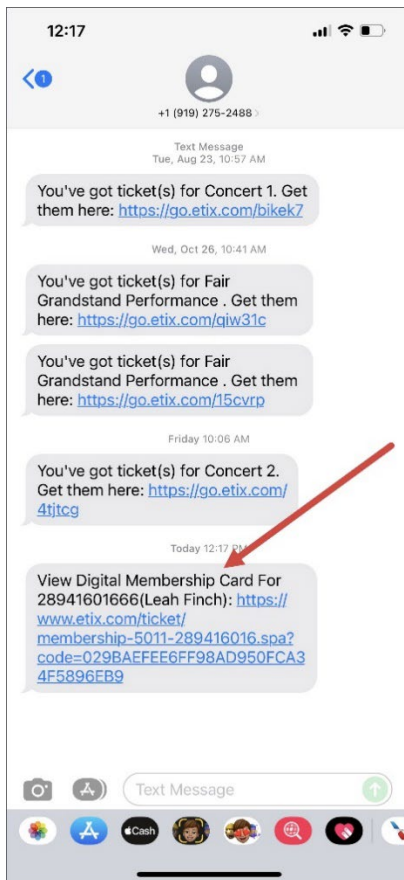 12:17
1
+1 (919) 275-2488
Text Message
Tue, Aug 23, 10:57 AM
You've got ticket(s) for Concert 1. Get
them here: https://go.etix.com/bikek7
Wed, Oct 26, 10:41 AM
You've got ticket(s) for Fair
Grandstand Performance . Get them
here: https://go.etix.com/qiw31c
You've got ticket(s) for Fair
Grandstand Performance . Get them
here: https://go.etix.com/15cvrp
Friday 10:06 AM
You've got ticket(s) for Concert 2.
Get them here: https://go.etix.com/
4tjtcg
Today 12:17 PM
View Digital Membership Card For
28941601666(Leah Finch): https://
www.etix.com/ticket/
membership-5011-289416016.spa?
code=029BAEFEE6FF98AD950FCA3
4F5896EB9
Text Message
Cash